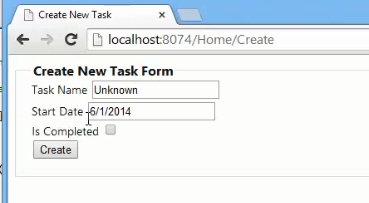 Create New Task
localhost:8074/Home/Create
Create New Task Form
Task Name Unknown
Start Date 6/1/2014
Is Completed
Create